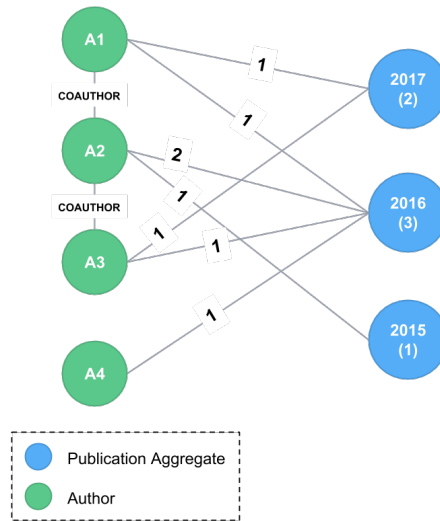 A1
1
2017
(2)
COAUTHOR
1
A2
2
1
COAUTHOR
2016
(3)
1
A3
1
1
2015
(1)
A4
Publication Aggregate
Author